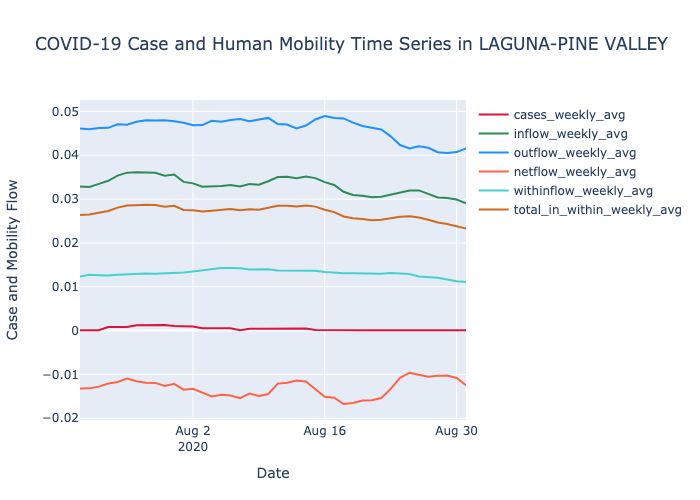 COVID-19 Case and Human Mobility Time Series in LAGUNA-PINE VALLEY
Case and Mobility Flow
0.05
0.04
0.03
0.02
0.01
0
−0.01
−0.02
Aug 2
2020
Aug 16
Aug 30
Date
cases_weekly_avg
inflow_weekly_avg
outflow_weekly_avg
netflow_weekly_avg
withinflow_weekly_avg
total_in_within_weekly_avg